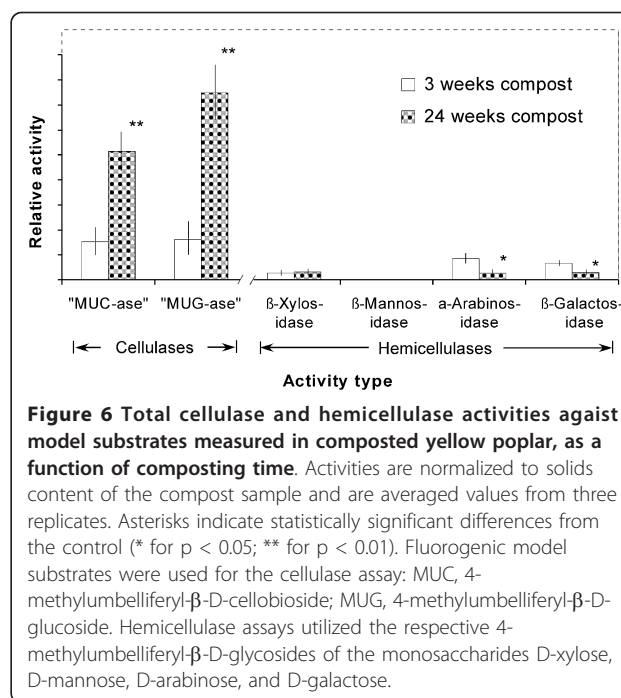 Relative activity
**
**
3 weeks compost
24 weeks compost
*
*
"MUC-ase" "MUG-ase" ß-Xylos-idase ß-Mannos-idase a-Arabinos-idase ß-Galactos-idase
Cellulases Hemicellulases
Activity type
Figure 6 Total cellulase and hemicellulase activities agaist
model substrates measured in composted yellow poplar, as a
function of composting time. Activities are normalized to solids
content of the compost sample and are averaged values from three
replicates. Asterisks indicate statistically significant differences from
the control (* for p < 0.05; ** for p < 0.01). Fluorogenic model
substrates were used for the cellulase assay: MUC, 4-
methylumbelliferyl-β-D-cellobioside; MUG, 4-methylumbelliferyl-β-D-
glucoside. Hemicellulase assays utilized the respective 4-
methylumbelliferyl-β-D-glycosides of the monosaccharides D-xylose,
D-mannose, D-arabinose, and D-galactose.